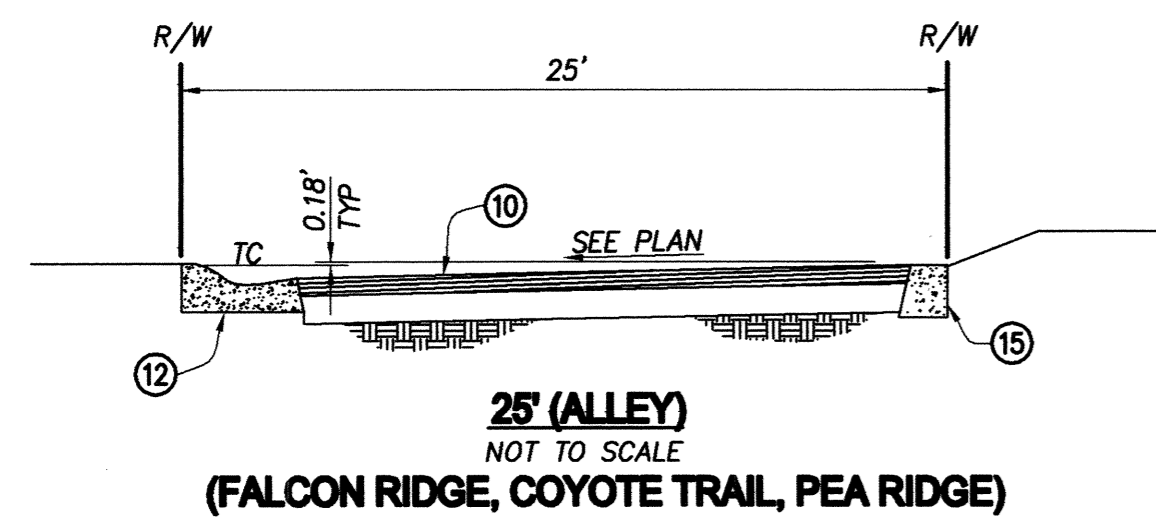 R/W R/W
25'
0.18'
TYP
10
TC
SEE PLAN
12
15
25' (ALLEY)
NOT TO SCALE
(FALCON RIDGE, COYOTE TRAIL, PEA RIDGE)